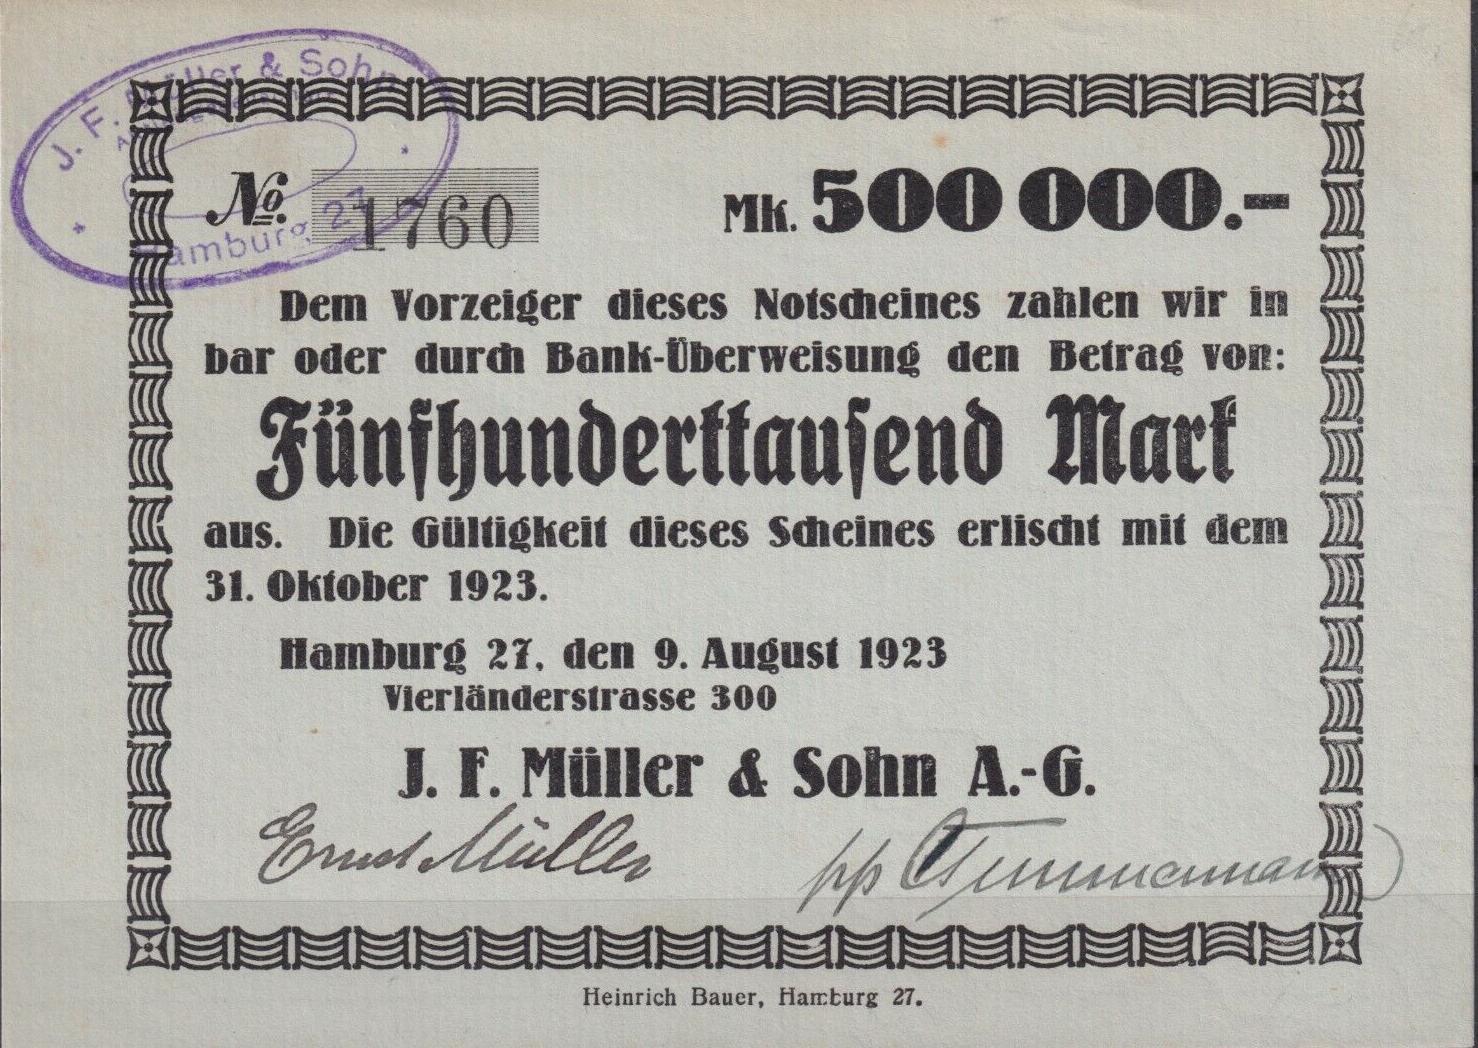 J. F. Müller & Sohn
Hamburg 27
No. 1760
Mk. 500 000.-
Dem Vorzeiger dieses Notscheines zahlen wir in
bar oder durch Bank-Überweisung den Betrag von:
Fünfhunderttausend Mark
aus. Die Gültigkeit dieses Scheines erlischt mit dem
31. Oktober 1923.
Hamburg 27, den 9. August 1923
Vierländerstrasse 300
J. F. Müller & Sohn A.-G.
Ernst Müller
pp Timmermann
Heinrich Bauer, Hamburg 27.